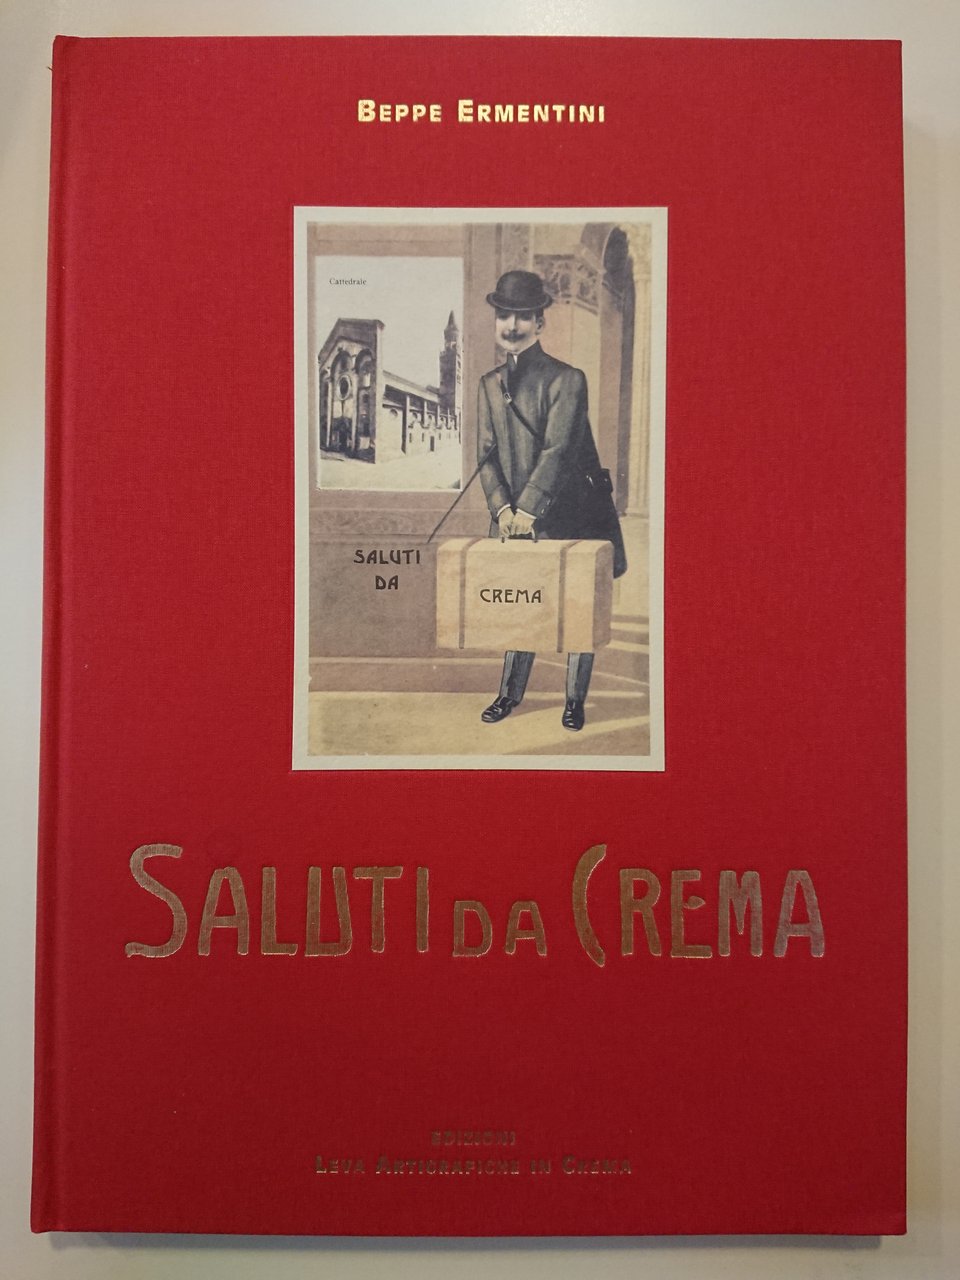 BEPPE ERMENTINI
Cattedrale
SALUTI
DA
CREMA
SALUTI DA CREMA
EDIZIONI
LEVA ARTIGRAFICHE IN CREMA